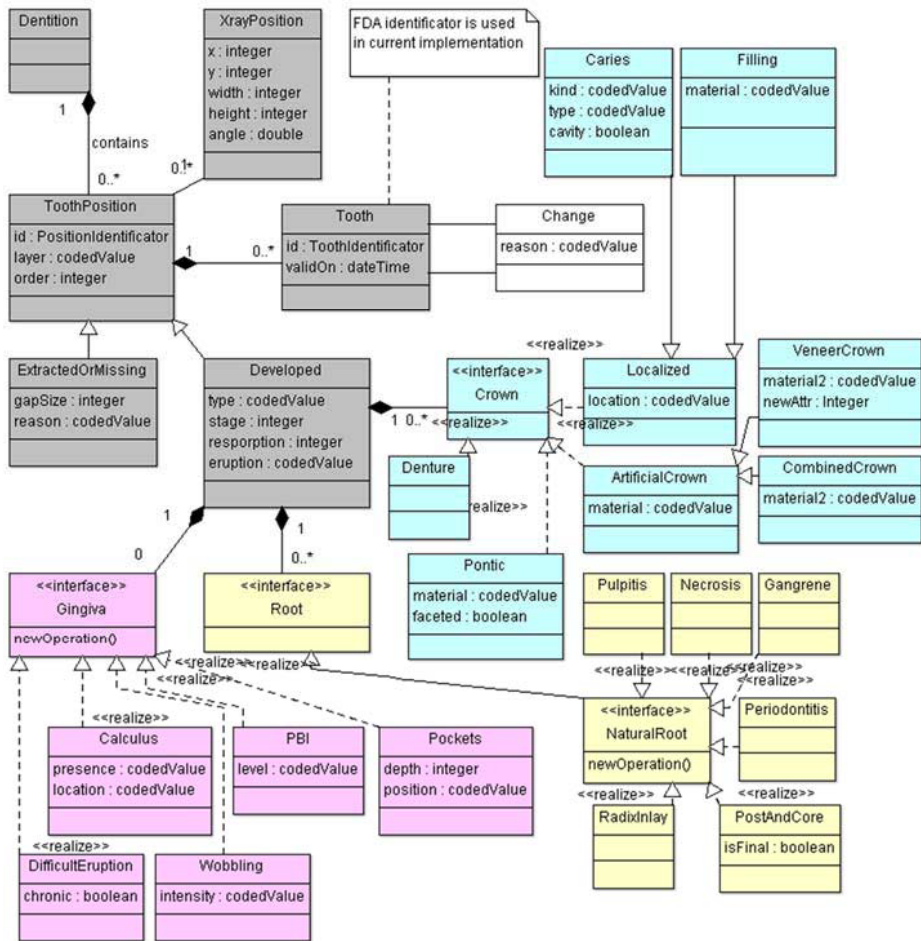 Dentition
1
contains
0..*
XrayPosition
x : integer
y : integer
width : integer
height : integer
angle : double
1
0..*
FDA identificator is used
in current implementation
Caries
kind : codedValue
type : codedValue
cavity : boolean
Filling
material : codedValue
ToothPosition
id : PositionIdentificator
layer : codedValue
order : integer
1
0..*
Tooth
id : ToothIdentificator
validOn : dateTime
Change
reason : codedValue
ExtractedOrMissing
gapSize : integer
reason : codedValue
Developed
type : codedValue
stage : integer
resporption : integer
eruption : codedValue
1
0..*
<<interface>>
Crown
<<realize>>
<<realize>>
<<realize>>
Localized
location : codedValue
VeneerCrown
material2 : codedValue
newAttr : Integer
Denture
ealize>>
ArtificialCrown
material : codedValue
CombinedCrown
material2 : codedValue
1
0
1
0..*
Pontic
material : codedValue
faceted : boolean
<<interface>>
Gingiva
newOperation()
<<interface>>
Root
Pulpitis
Necrosis
Gangrene
<<realize>>
<<realize>>
<<realize>>
<<realize>>
<<realize>>
<<interface>>
NaturalRoot
newOperation()
Periodontitis
<<realize>>
Calculus
presence : codedValue
location : codedValue
PBI
level : codedValue
Pockets
depth : integer
position : codedValue
<<realize>>
<<realize>>
RadixInlay
PostAndCore
isFinal : boolean
<<realize>>
DifficultEruption
chronic : boolean
Wobbling
intensity : codedValue